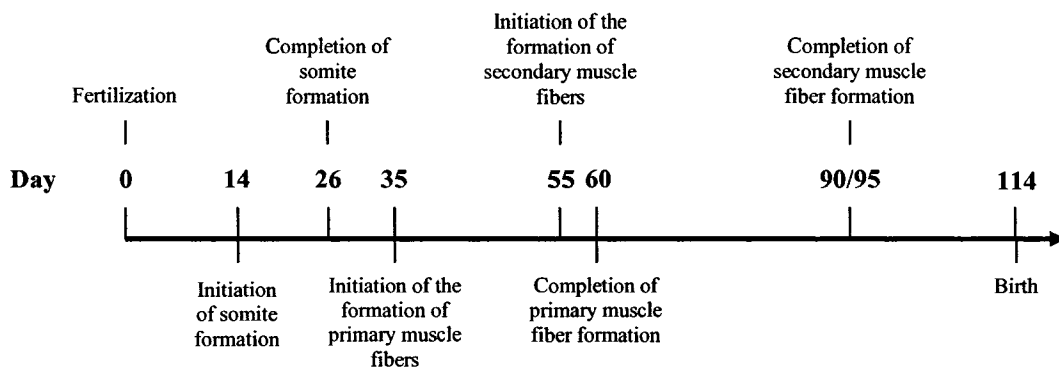 Fertilization
Completion of
somite
formation
Initiation of the
formation of
secondary muscle
fibers
Completion of
secondary muscle
fiber formation
Day 0 14 26 35 55 60 90/95 114
Initiation
of somite
formation
Initiation of the
formation of
primary muscle
fibers
Completion of
primary muscle
fiber formation
Birth